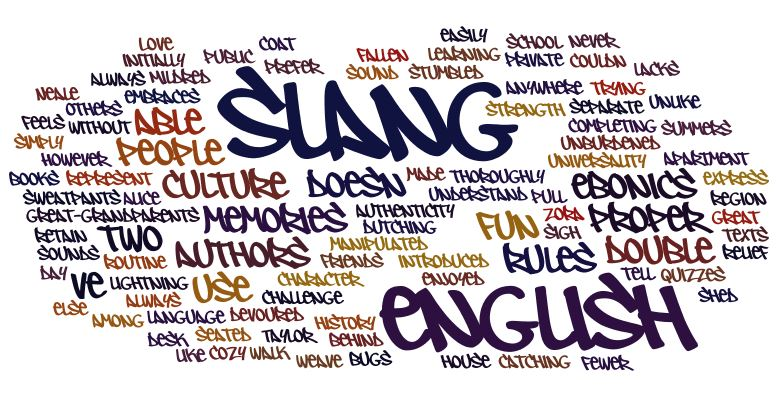 EASILY
LOVE COAT SCHOOL NEVER
INITIALLY PUBLIC FALLEN LEARNING PRIVATE COULDN
ALWAYS MILDRED PREFER SOUND STUMBLED LACKS
NEALE EMBRACES SLANG ANYWHERE TRYING
OTHERS STRENGTH SEPARATE UNLIKE
FEELS WITHOUT ABLE COMPLETING SUMMERS
SIMPLY PEOPLE UNBURDENED
HOWEVER UNIVERSALITY APARTMENT
BOOKS REPRESENT CULTURE DOESN MADE THOROUGHLY EBONICS EXPRESS
SWEATPANTS ALICE UNDERSTAND PULL REGION
GREAT-GRANDPARENTS MEMORIES AUTHENTICITY FUN ZORA PROPER GREAT
RETAIN TWO DUTCHING SIGH TEXTS
SOUNDS AUTHORS MANIPULATED RULES DOUBLE RELIEF
DAY ROUTINE FRIENDS INTRODUCED TELL QUIZZES
VE LIGHTNING USE CHARACTER ENJOYED
ELSE ALWAYS CHALLENGE ENGLISH SHED
AMONG LANGUAGE DEVOURED HISTORY
DESK SEATED TAYLOR BEHIND
LIKE COZY WALK WEAVE BUGS HOUSE CATCHING FEWER